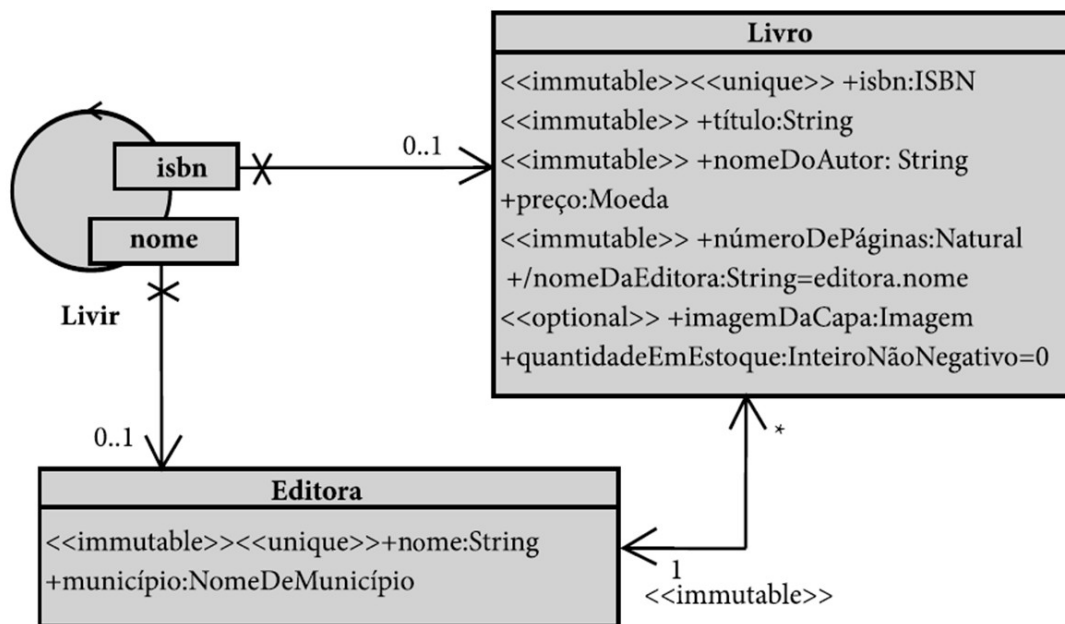 Livro
<<immutable>><<unique>> +isbn:ISBN
<<immutable>> +título:String
<<immutable>> +nomeDoAutor: String
+preço:Moeda
<<immutable>> +númeroDePáginas:Natural
+/nomeDaEditora:String=editora.nome
<<optional>> +imagemDaCapa:Imagem
+quantidadeEmEstoque:InteiroNãoNegativo=0
isbn
0..1
nome
Livir
0..1
*
Editora
<<immutable>><<unique>>+nome:String
+município:NomeDeMunicípio
1
<<immutable>>